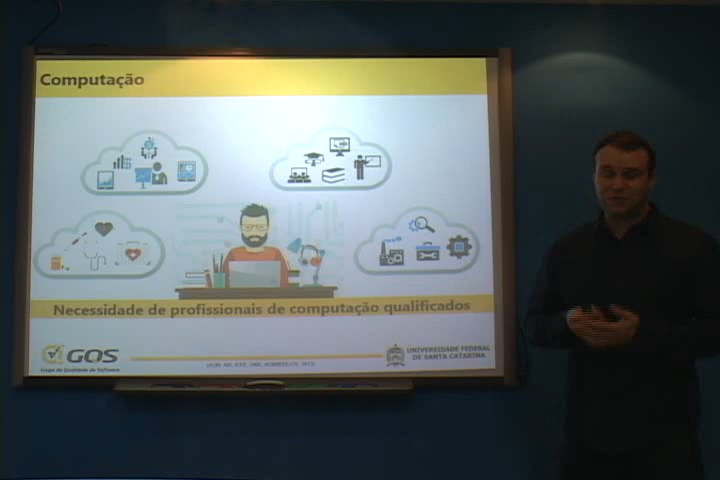 Computação
Necessidade de profissionais de computação qualificados
GQS
Grupo de Qualidade de Software
UNIVERSIDADE FEDERAL
DE SANTA CATARINA